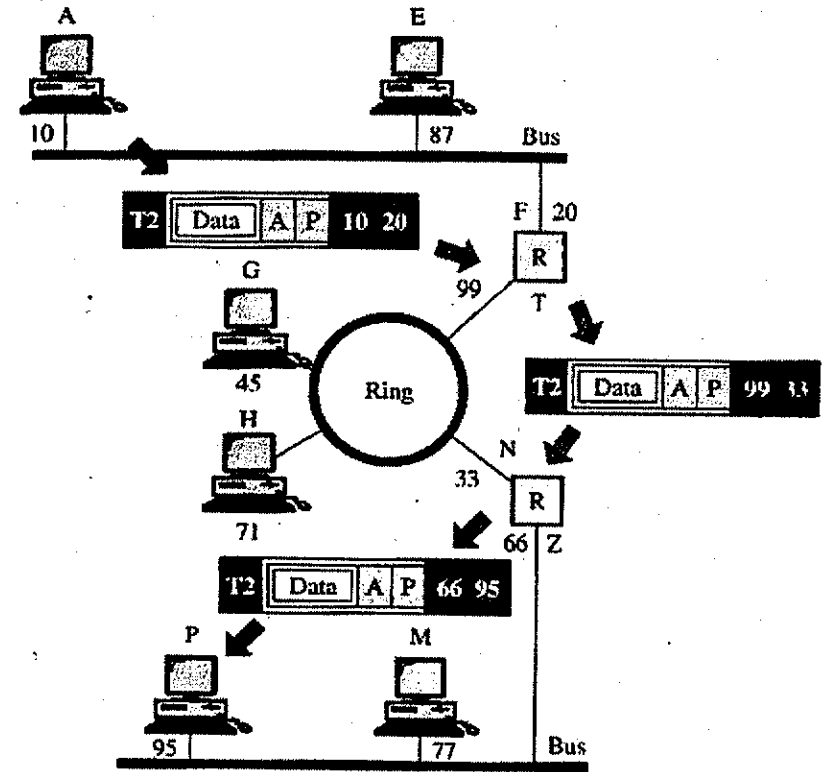 A E
10 87 Bus
T2 Data A P 10 20
F 20
R
G 99 T
45
Ring
T2 Data A P 99 33
H N
33 R
71 66 Z
T2 Data A P 66 95
P M
95 77 Bus